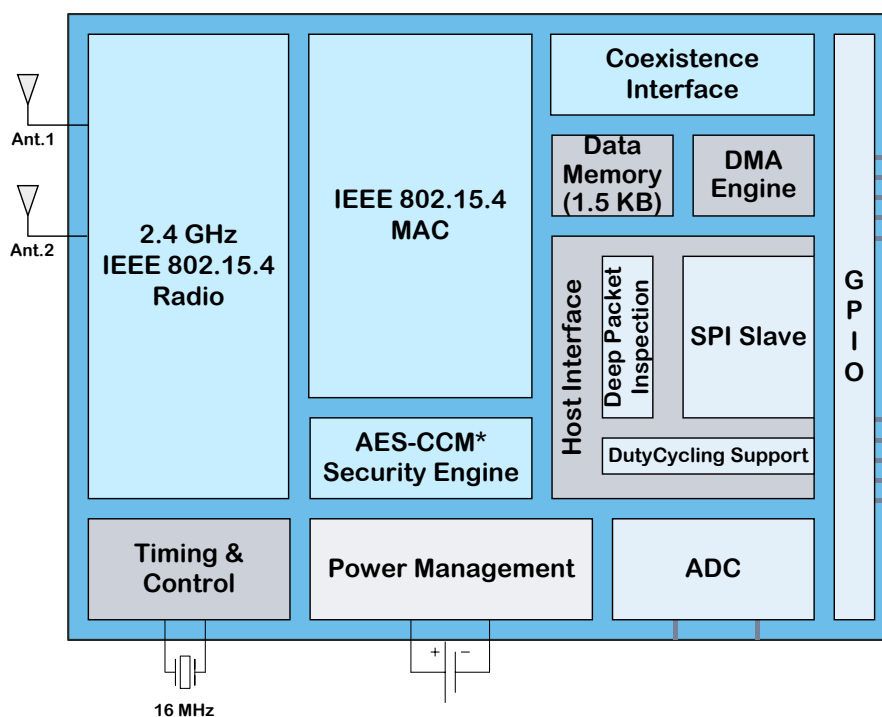 Ant.1
Ant.2
2.4 GHz
IEEE 802.15.4
Radio
IEEE 802.15.4
MAC
AES-CCM*
Security Engine
Coexistence
Interface
Data
Memory
(1.5 KB)
DMA
Engine
Host Interface
Deep Packet
Inspection
SPI Slave
DutyCycling Support
G
P
I
O
Timing &
Control
Power Management
ADC
+ −
16 MHz